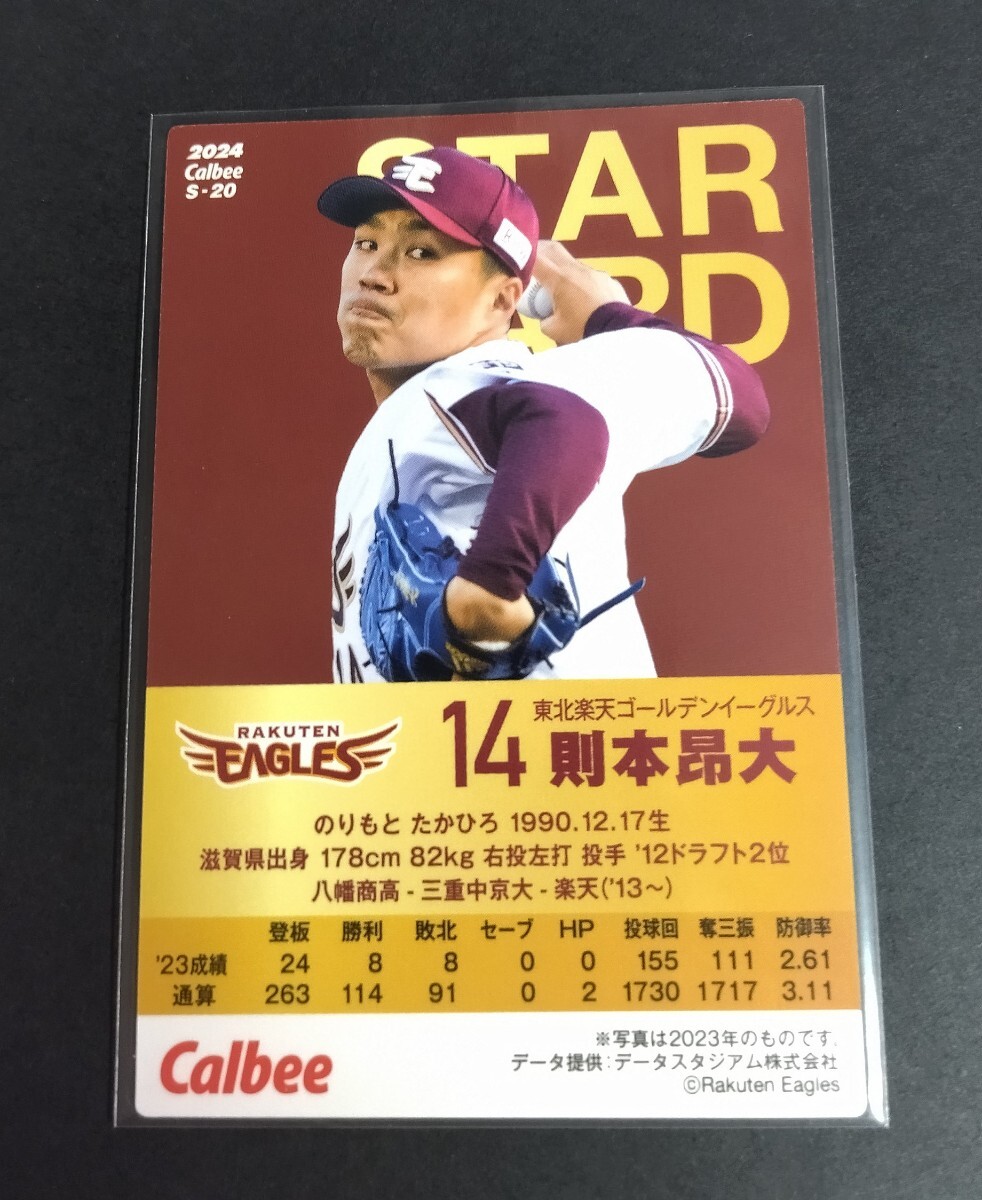 2024
Calbee
S-20
STAR
CARD
RAKUTEN
EAGLES
14
東北楽天ゴールデンイーグルス
則本昂大
のりもと たかひろ 1990.12.17生
滋賀県出身 178cm 82kg 右投左打 投手 '12ドラフト2位
八幡商高 - 三重中京大 - 楽天('13~)
登板 勝利 敗北 セーブ HP 投球回 奪三振 防御率
'23成績 24 8 8 0 0 155 111 2.61
通算 263 114 91 0 2 1730 1717 3.11
Calbee
※写真は2023年のものです。
データ提供:データスタジアム株式会社
©Rakuten Eagles